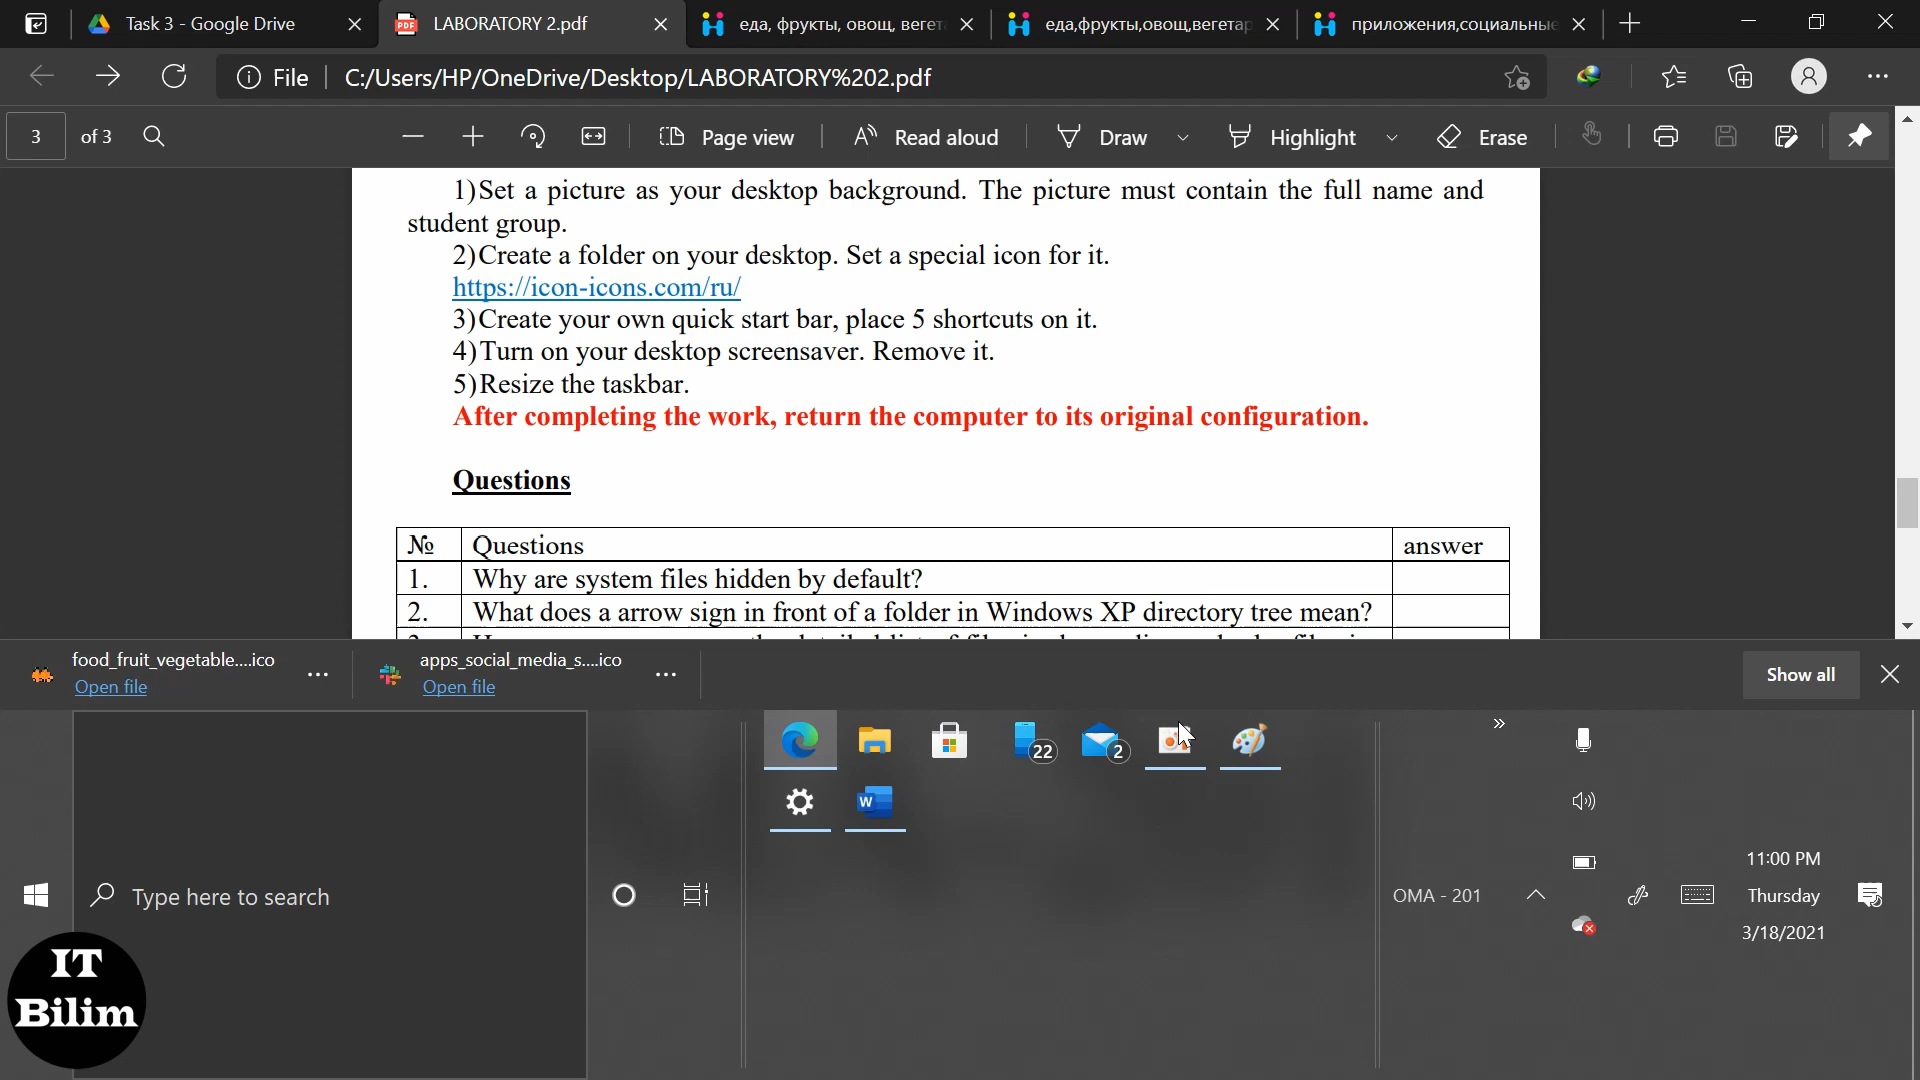 Task 3 - Google Drive
LABORATORY 2.pdf
еда, фрукты, овощ, вегет
еда,фрукты,овощ,вегетар
приложения,социальные
File
C:/Users/HP/OneDrive/Desktop/LABORATORY%202.pdf
3 of 3
Page view
Read aloud
Draw
Highlight
Erase
1)Set a picture as your desktop background. The picture must contain the full name and
student group.
2)Create a folder on your desktop. Set a special icon for it.
https://icon-icons.com/ru/
3)Create your own quick start bar, place 5 shortcuts on it.
4)Turn on your desktop screensaver. Remove it.
5)Resize the taskbar.
After completing the work, return the computer to its original configuration.
Questions
№ Questions answer
1. Why are system files hidden by default?
2. What does a arrow sign in front of a folder in Windows XP directory tree mean?
food_fruit_vegetable....ico
Open file
apps_social_media_s....ico
Open file
Show all
22
2
Type here to search
OMA - 201
11:00 PM
Thursday
3/18/2021
IT
Bilim